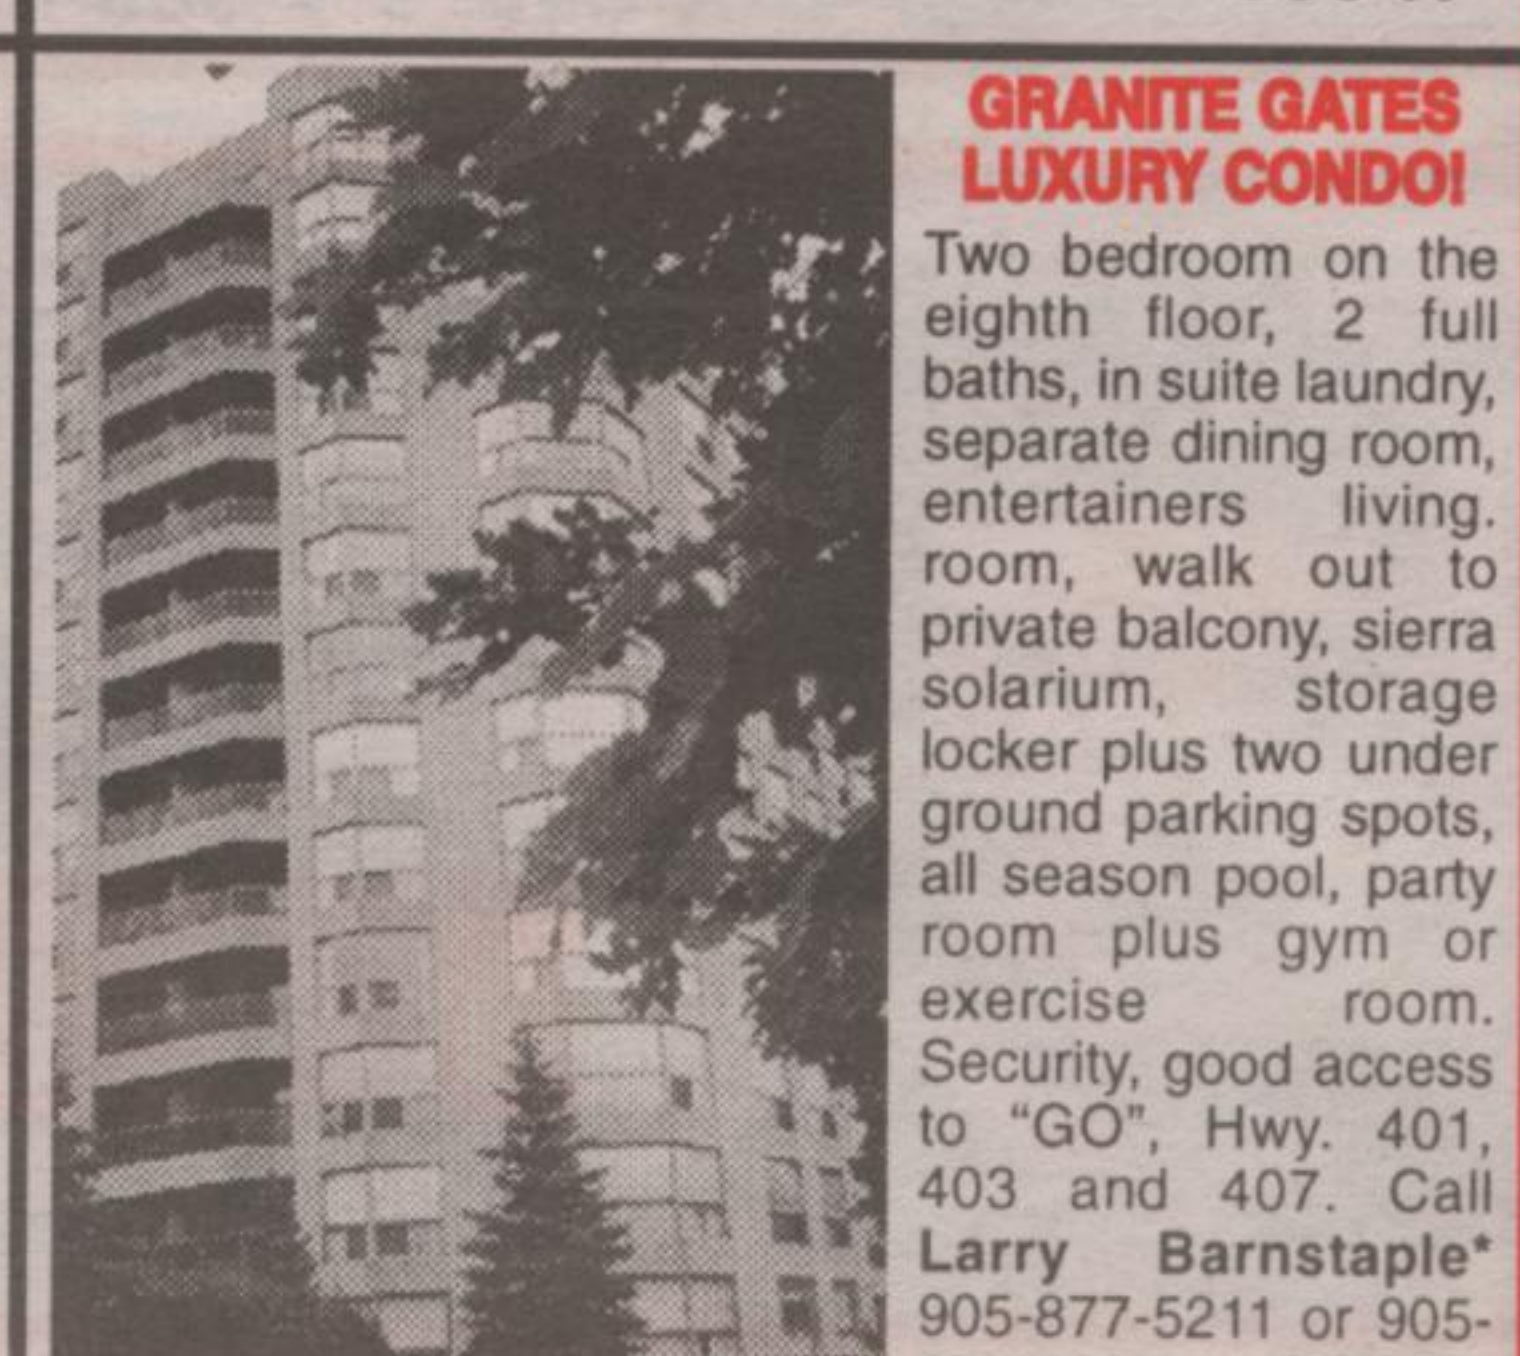 GRANITE GATES
LUXURY CONDO!
Two bedroom on the
eighth floor, 2 full
baths, in suite laundry,
separate dining room,
entertainers living.
room, walk out to
private balcony, sierra
solarium, storage
locker plus two under
ground parking spots,
all season pool, party
room plus gym or
exercise room.
Security, good access
to “GO”, Hwy. 401,
403 and 407. Call
Larry Barnstaple*
905-877-5211 or 905-